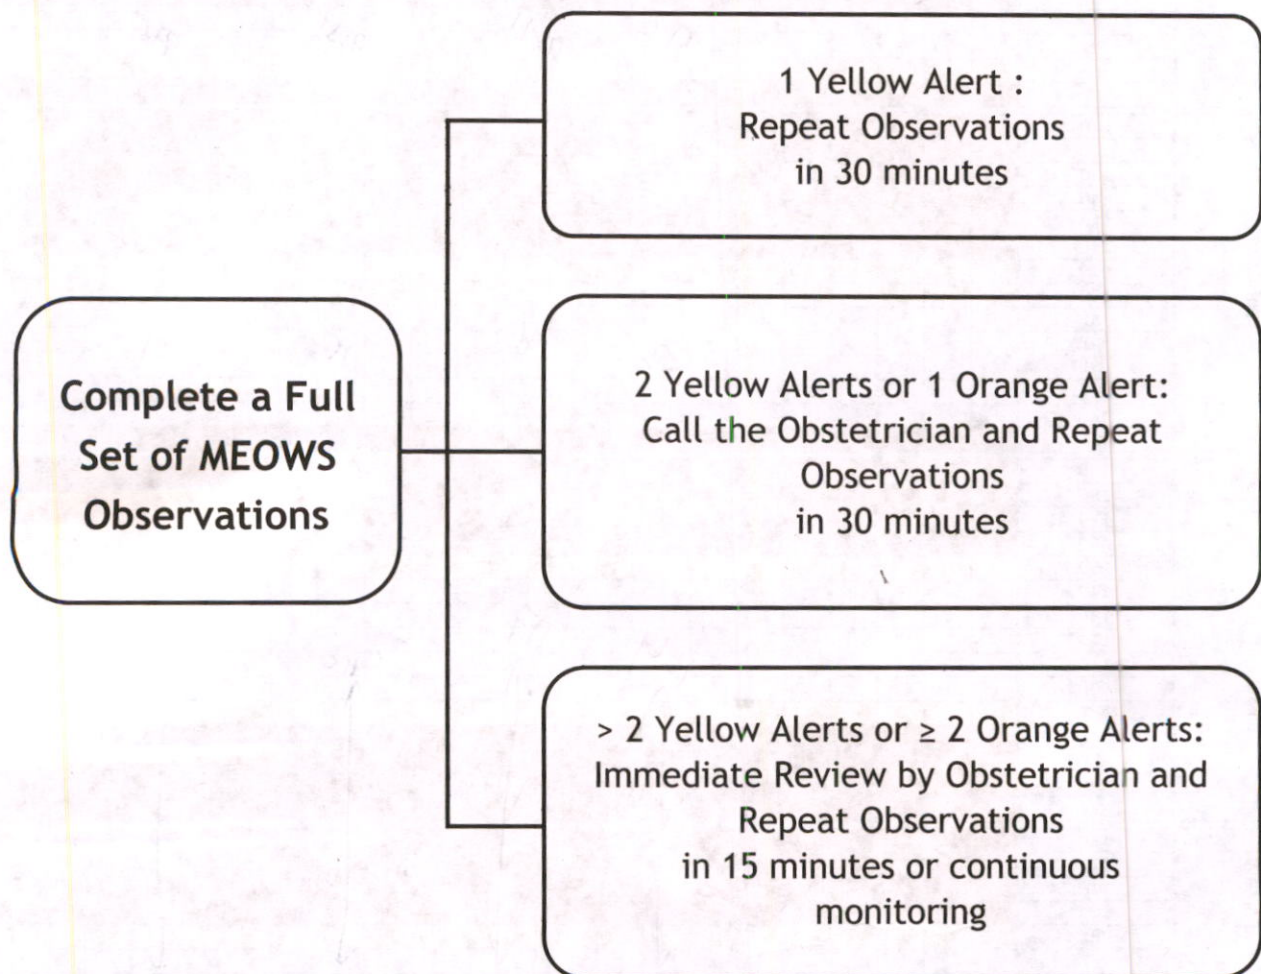 1 Yellow Alert :
Repeat Observations
in 30 minutes
Complete a Full
Set of MEOWS
Observations
2 Yellow Alerts or 1 Orange Alert:
Call the Obstetrician and Repeat
Observations
in 30 minutes
> 2 Yellow Alerts or ≥ 2 Orange Alerts:
Immediate Review by Obstetrician and
Repeat Observations
in 15 minutes or continuous
monitoring